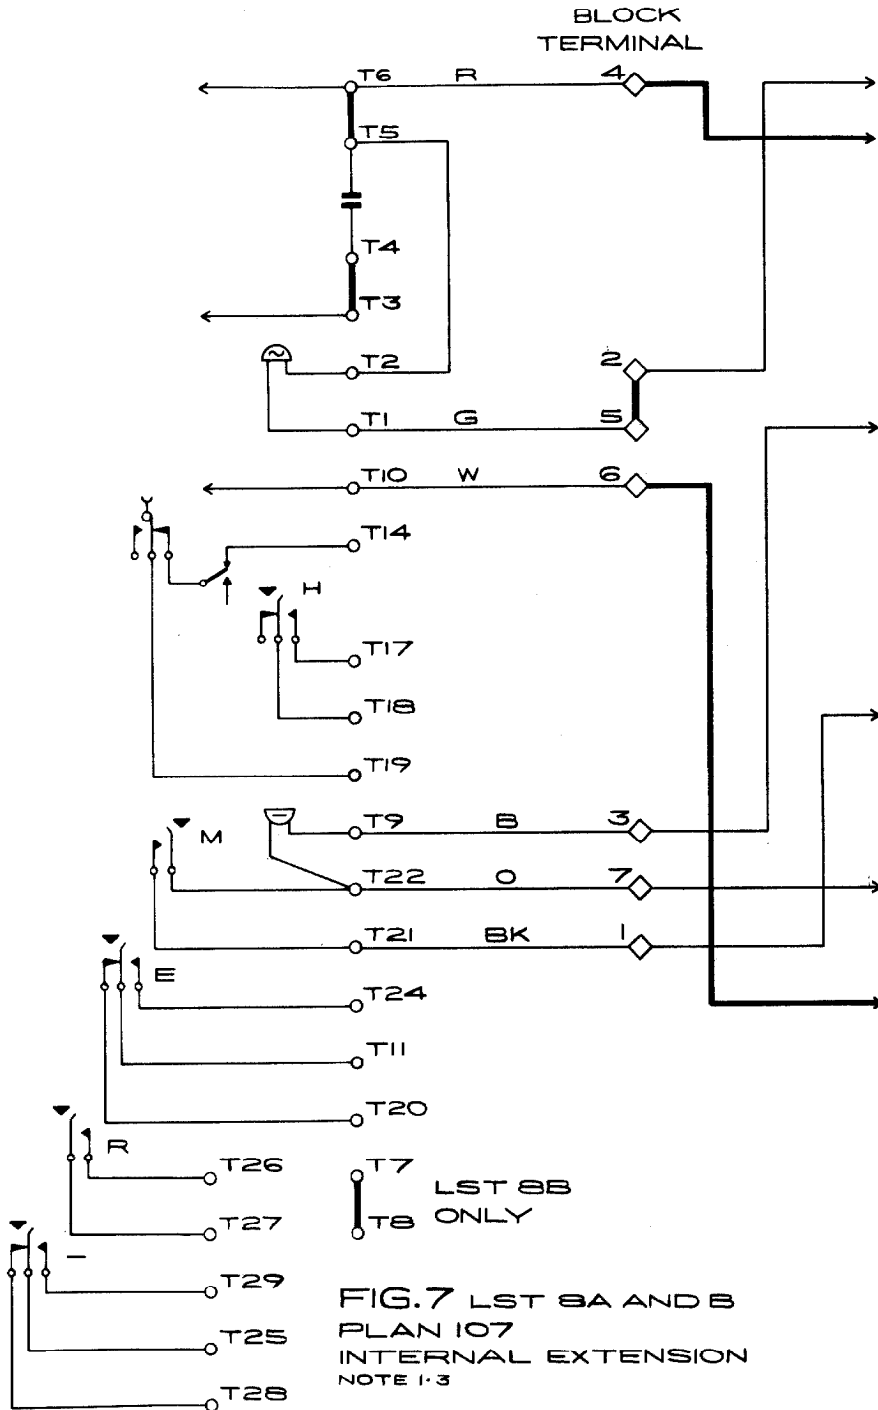 BLOCK
TERMINAL
T6 R 4
T5
T4
T3
T2 2
T1 G 5
T10 W 6
T14
H
T17
T18
T19
T9 B 3
M
T22 O 7
T21 BK 1
E
T24
T11
T20
R
T26 T7
LST 8B
ONLY
T27 T8
I
T29
T25
T28
FIG.7 LST 8A AND B
PLAN 107
INTERNAL EXTENSION
NOTE 1·3